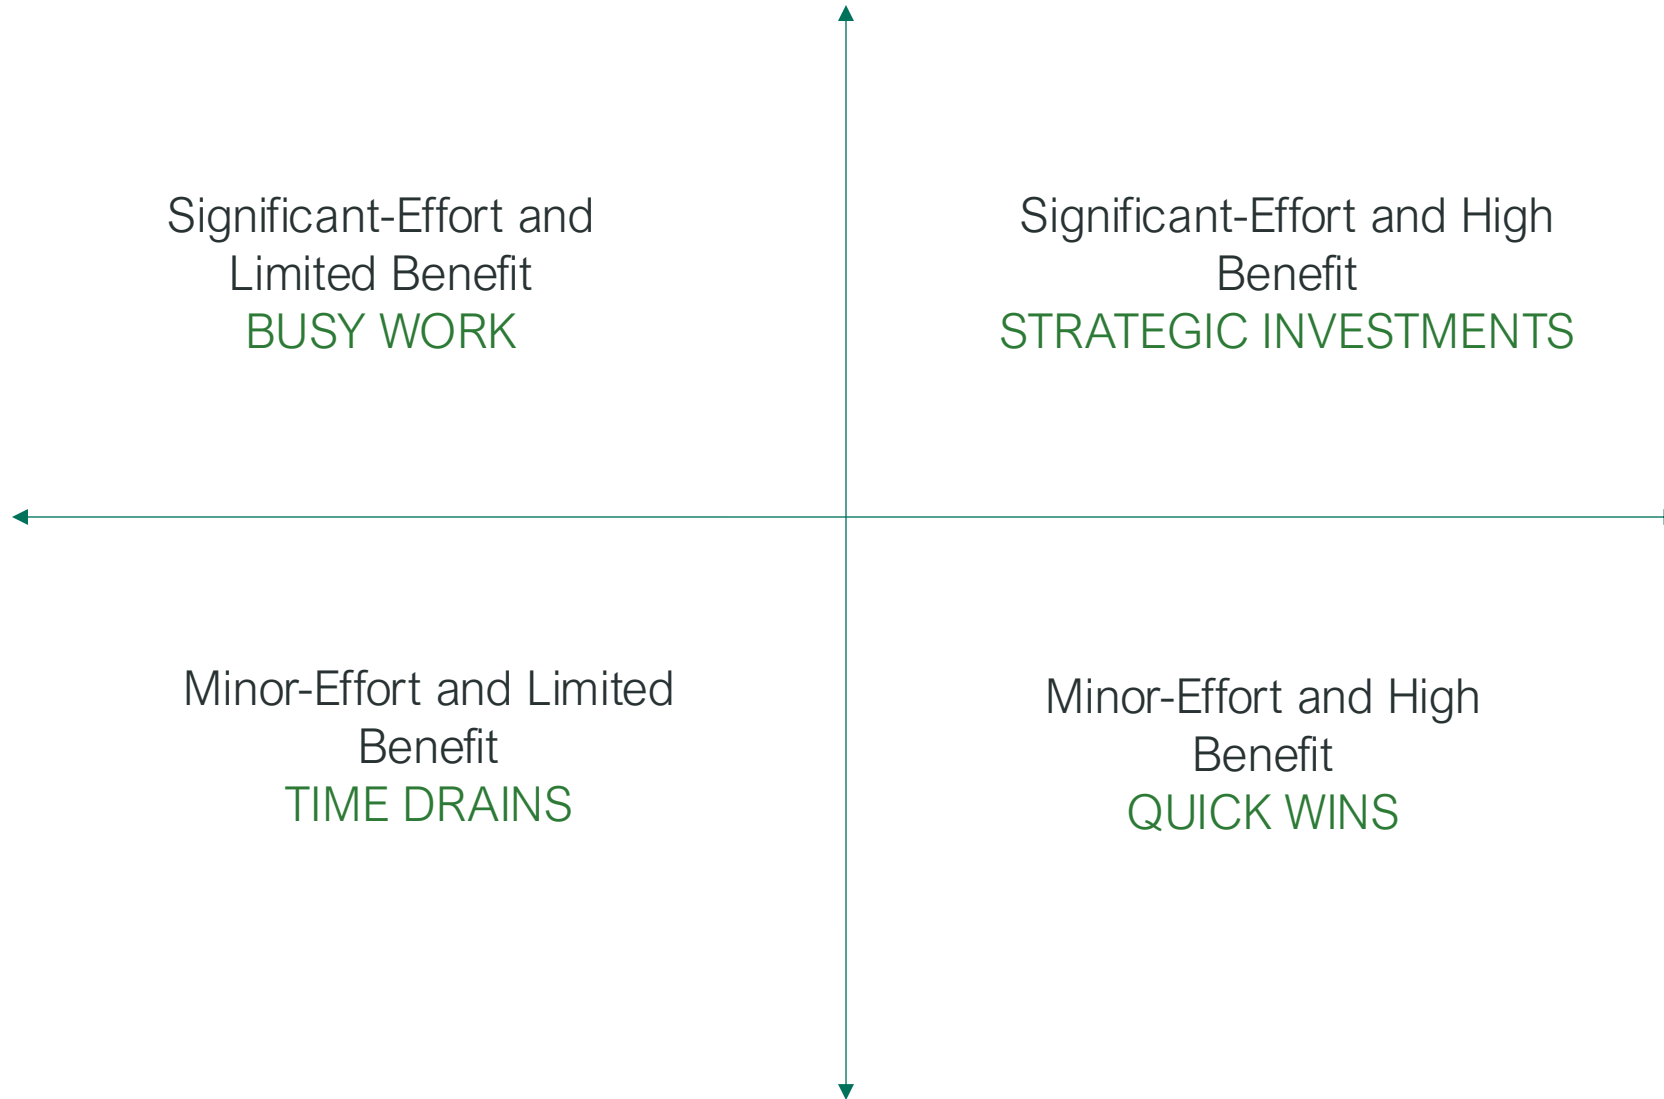 Significant-Effort and
Limited Benefit
BUSY WORK
Significant-Effort and High
Benefit
STRATEGIC INVESTMENTS
Minor-Effort and Limited
Benefit
TIME DRAINS
Minor-Effort and High
Benefit
QUICK WINS